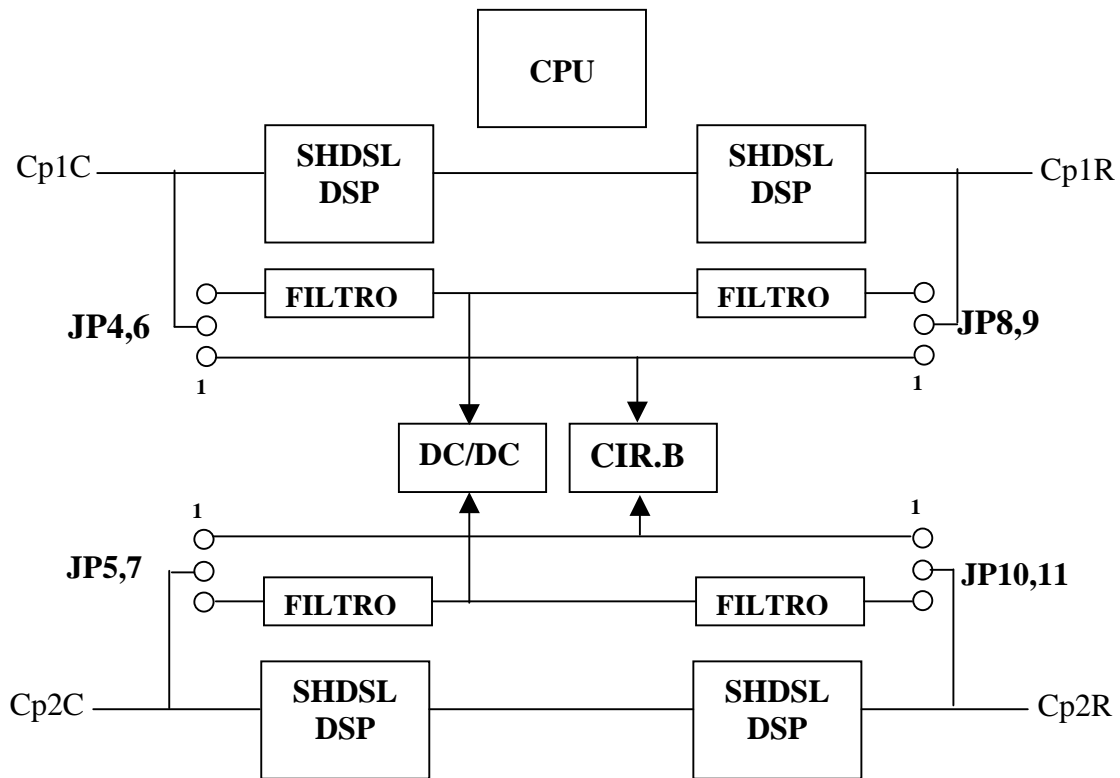 CPU
Cp1C
SHDSL
DSP
SHDSL
DSP
Cp1R
FILTRO
FILTRO
JP4,6
JP8,9
1
1
DC/DC
CIR.B
1
1
JP5,7
JP10,11
FILTRO
FILTRO
Cp2C
SHDSL
DSP
SHDSL
DSP
Cp2R